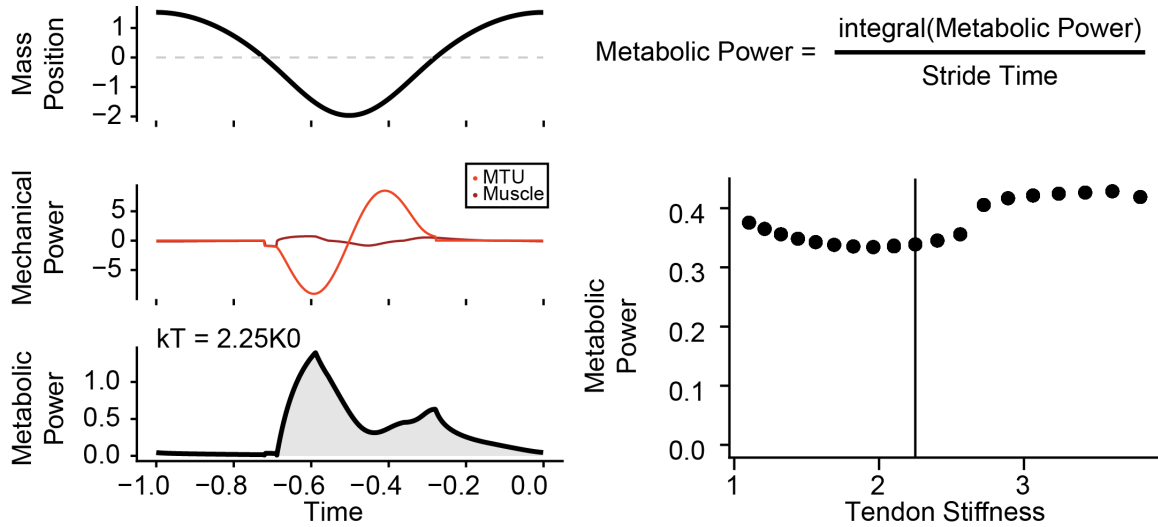 Mass
Position
1
0
−1
−2
MTU
Muscle
Mechanical
Power
5
0
−5
kT = 2.25K0
Metabolic
Power
1.0
0.5
0.0
−1.0
−0.8
−0.6
−0.4
−0.2
0.0
Time
Metabolic Power =
integral(Metabolic Power)
Stride Time
Metabolic
Power
0.4
0.3
0.2
0.1
0.0
1
2
3
Tendon Stiffness